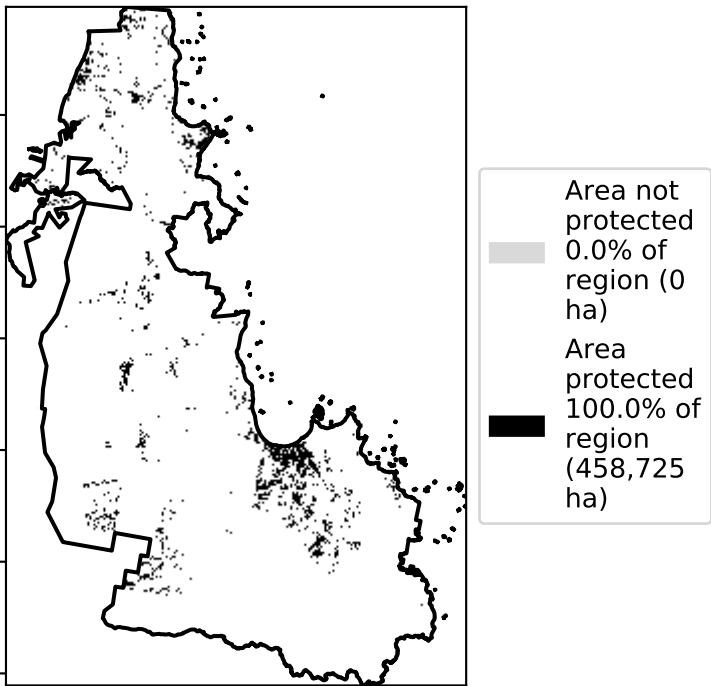 Area not
protected
0.0% of
region (0
ha)
Area
protected
100.0% of
region
(458,725
ha)